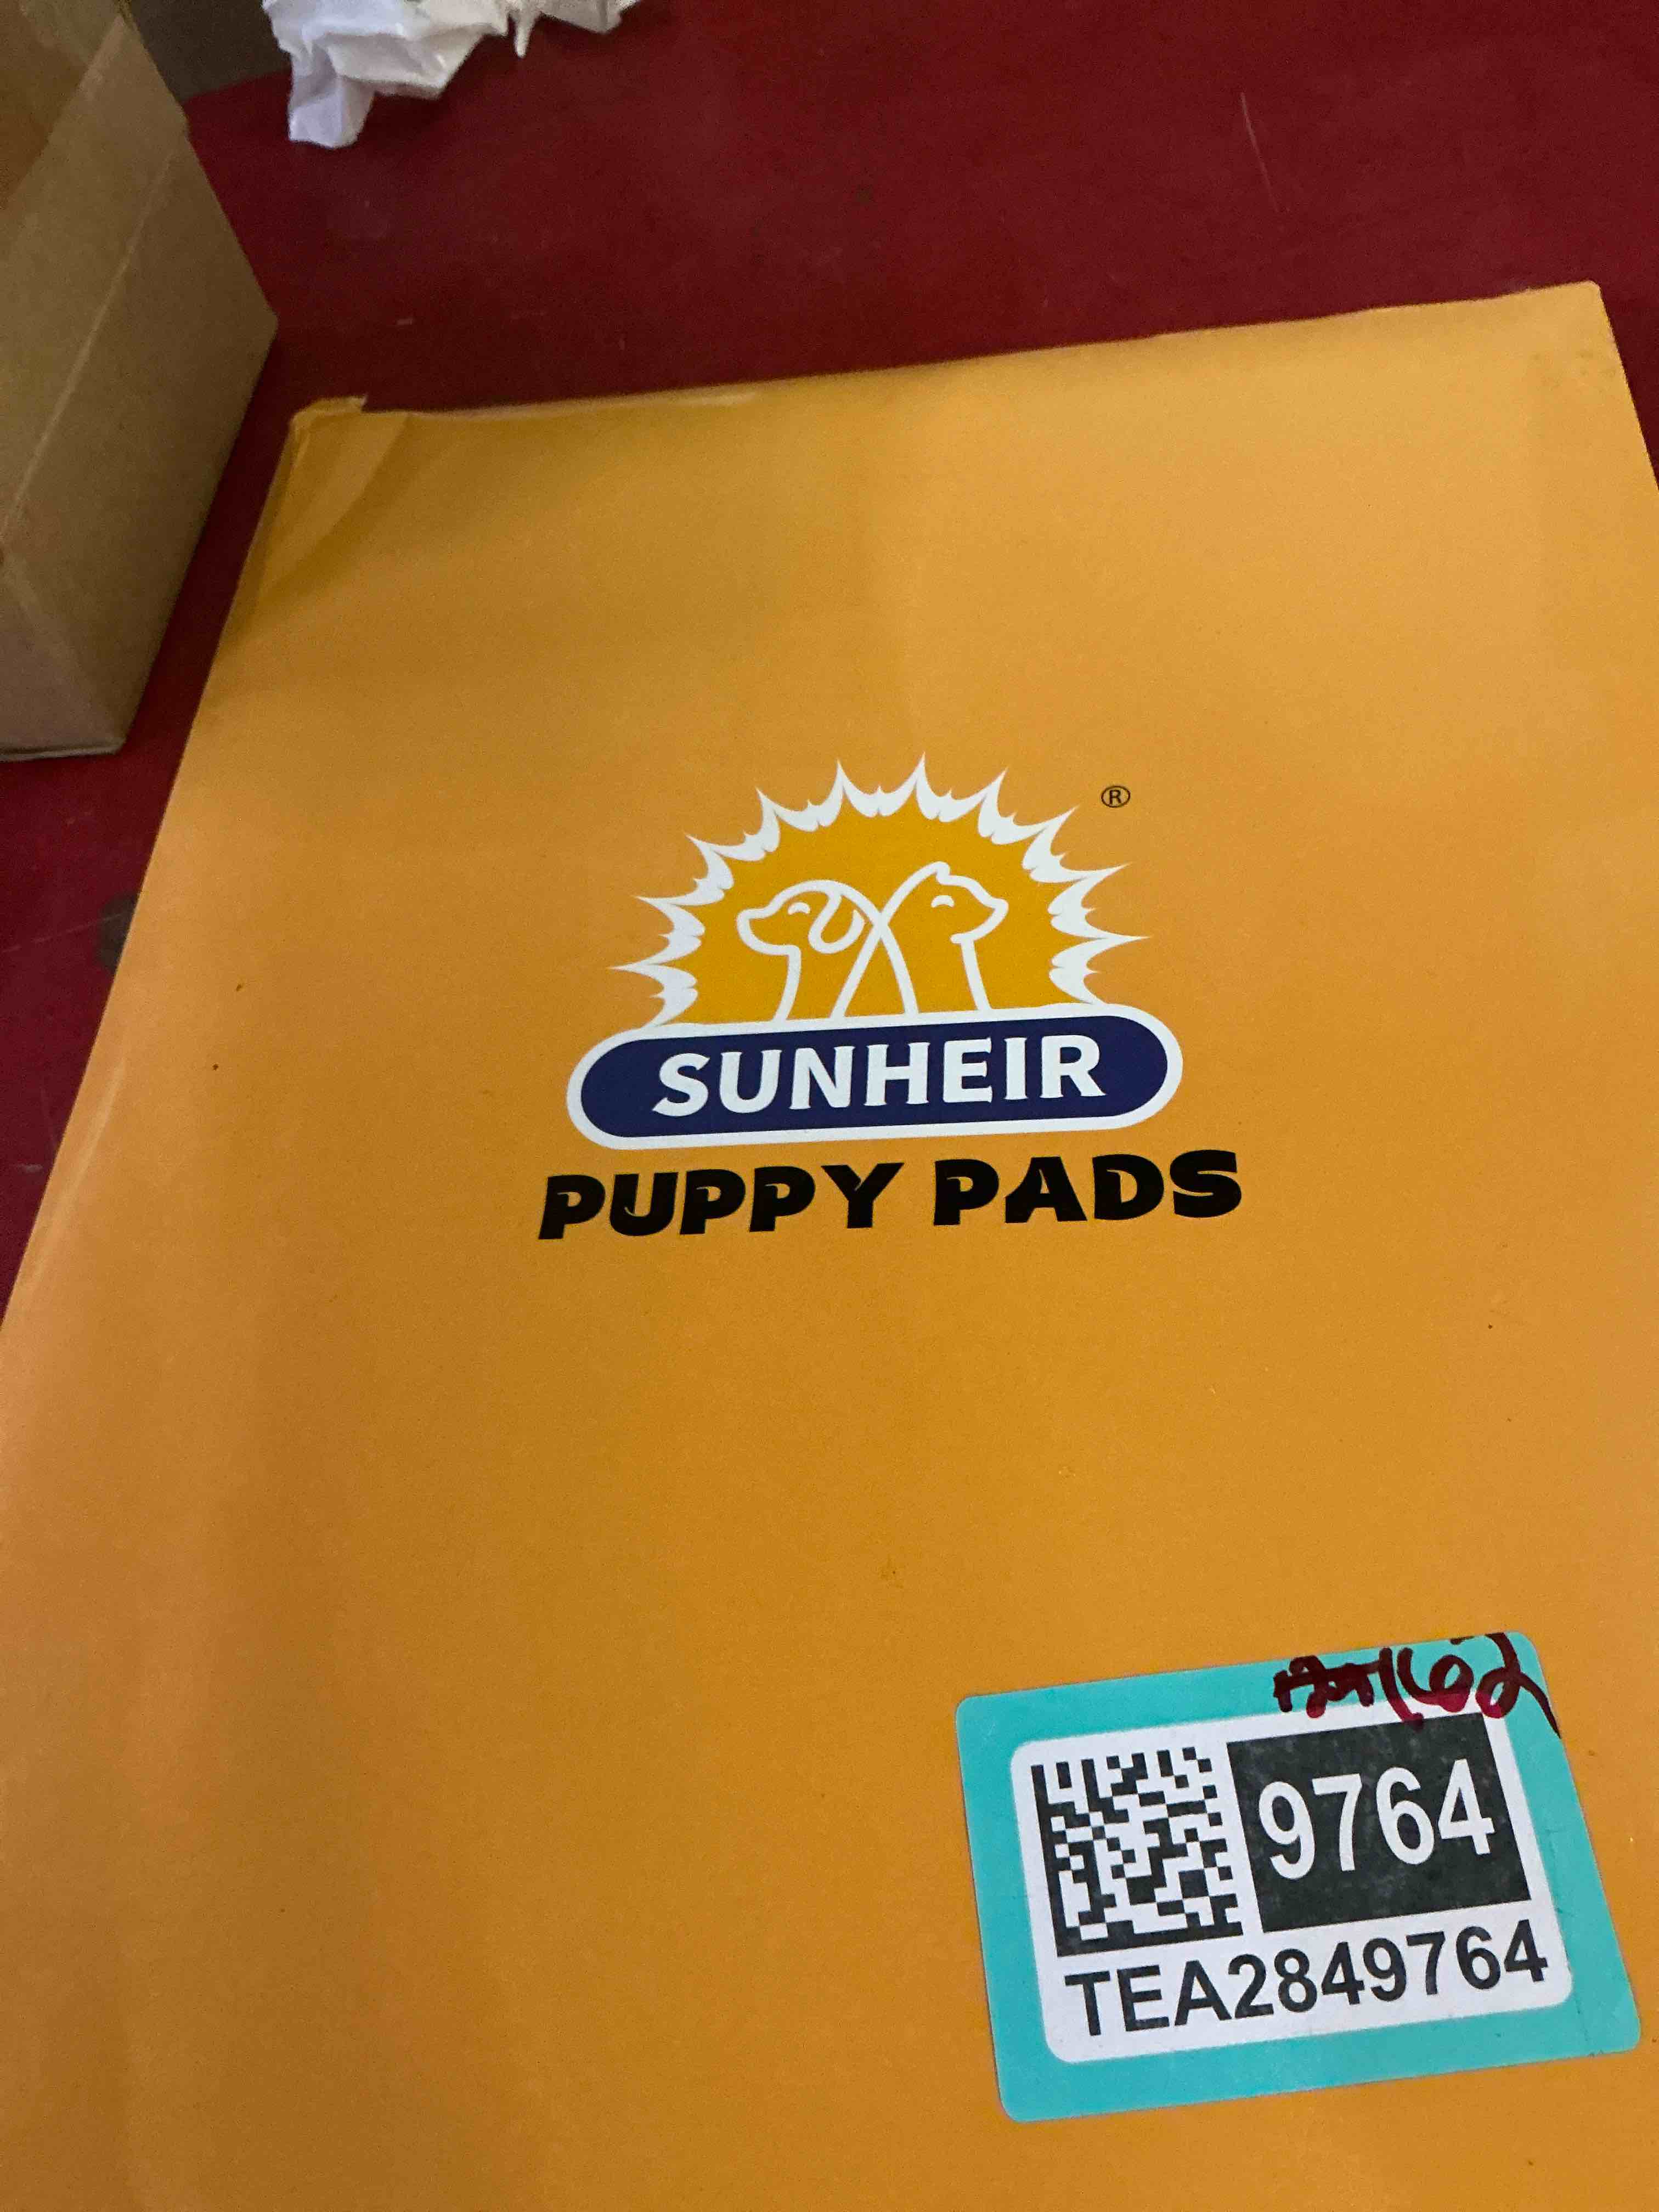 ®
SUNHEIR
PUPPY PADS
9764
TEA2849764